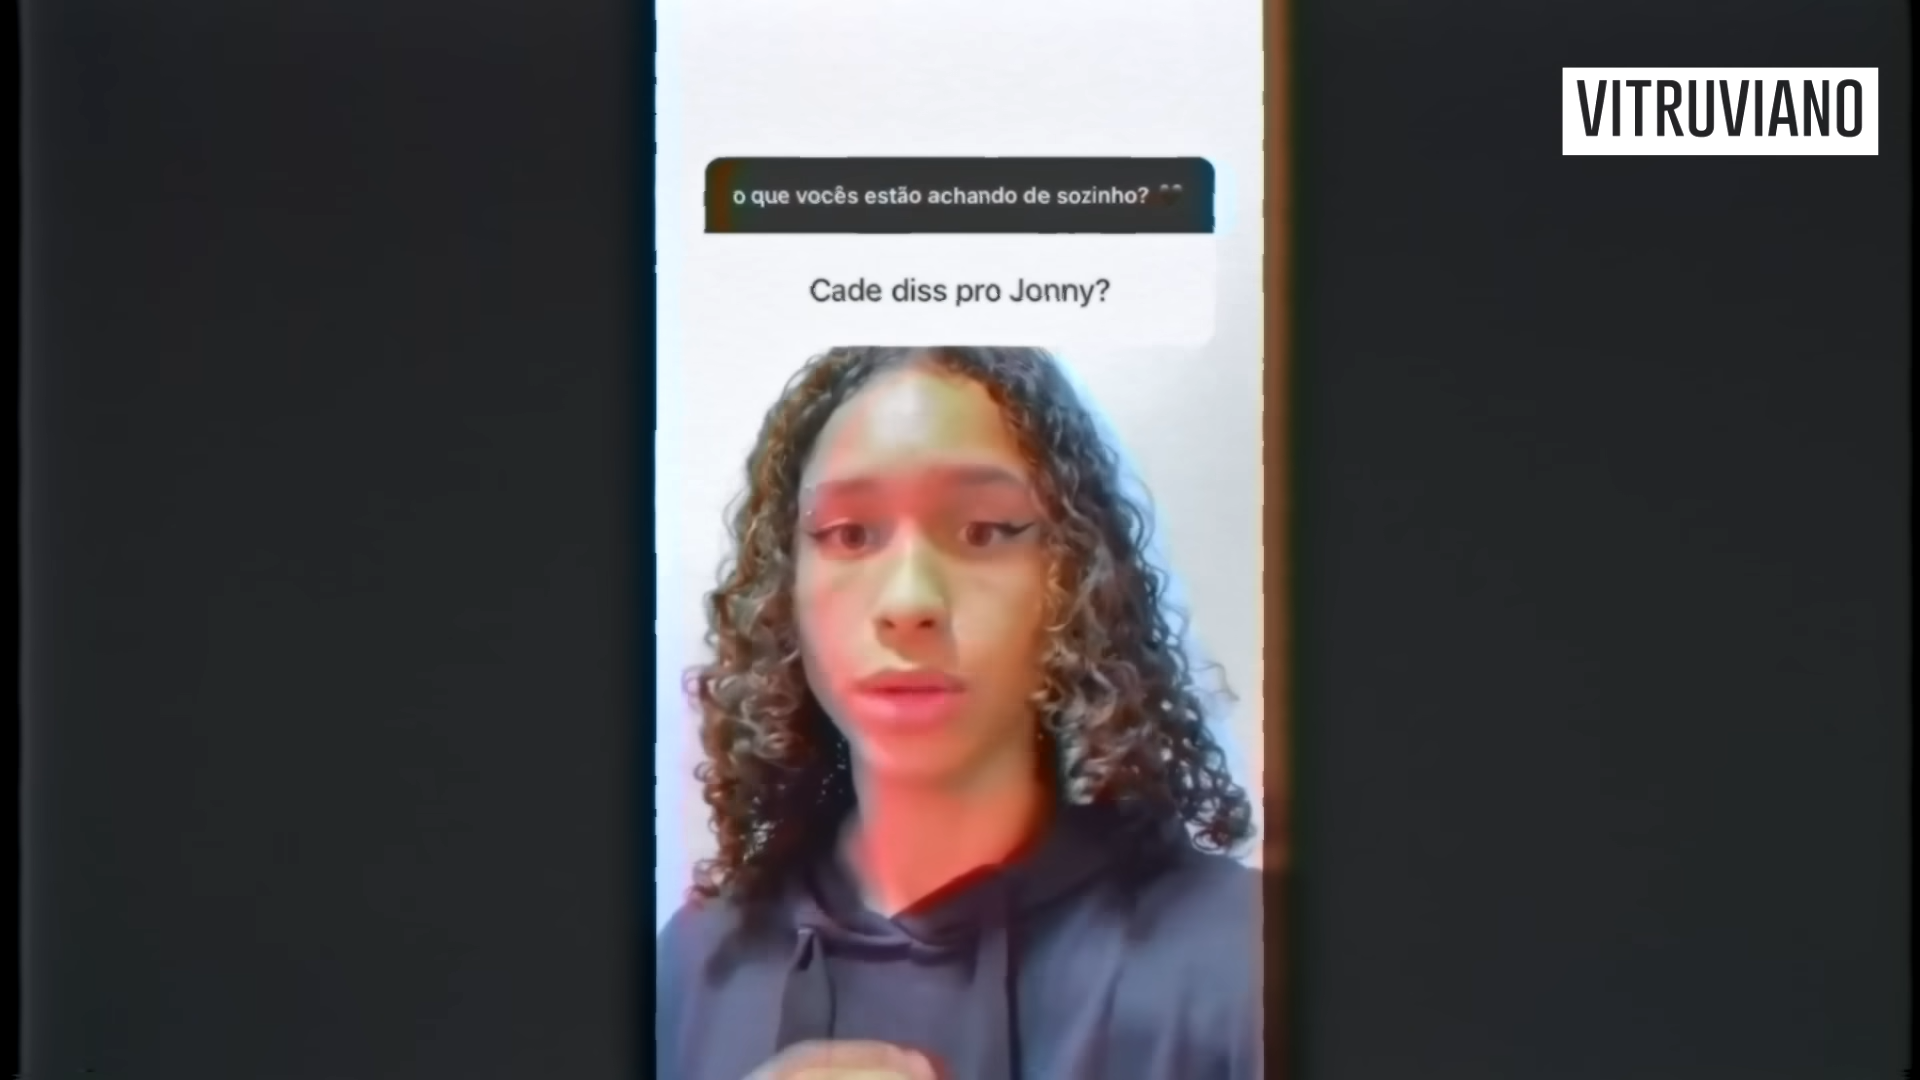 VITRUVIANO
o que vocês estão achando de sozinho? 🖤
Cade diss pro Jonny?